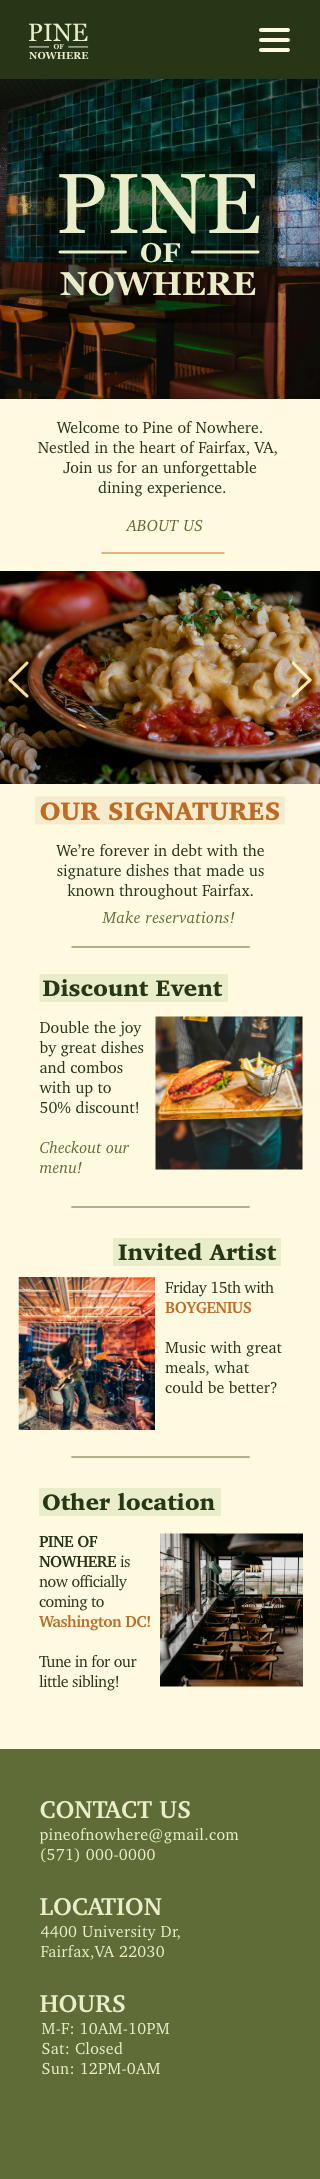 PINE
OF
NOWHERE
PINE
OF
NOWHERE
Welcome to Pine of Nowhere.
Nestled in the heart of Fairfax, VA,
Join us for an unforgettable
dining experience.
ABOUT US
OUR SIGNATURES
We’re forever in debt with the
signature dishes that made us
known throughout Fairfax.
Make reservations!
Discount Event
Double the joy
by great dishes
and combos
with up to
50% discount!
Checkout our
menu!
Invited Artist
Friday 15th with
BOYGENIUS
Music with great
meals, what
could be better?
Other location
PINE OF
NOWHERE is
now officially
coming to
Washington DC!
Tune in for our
little sibling!
CONTACT US
pineofnowhere@gmail.com
(571) 000-0000
LOCATION
4400 University Dr,
Fairfax,VA 22030
HOURS
M-F: 10AM-10PM
Sat: Closed
Sun: 12PM-0AM